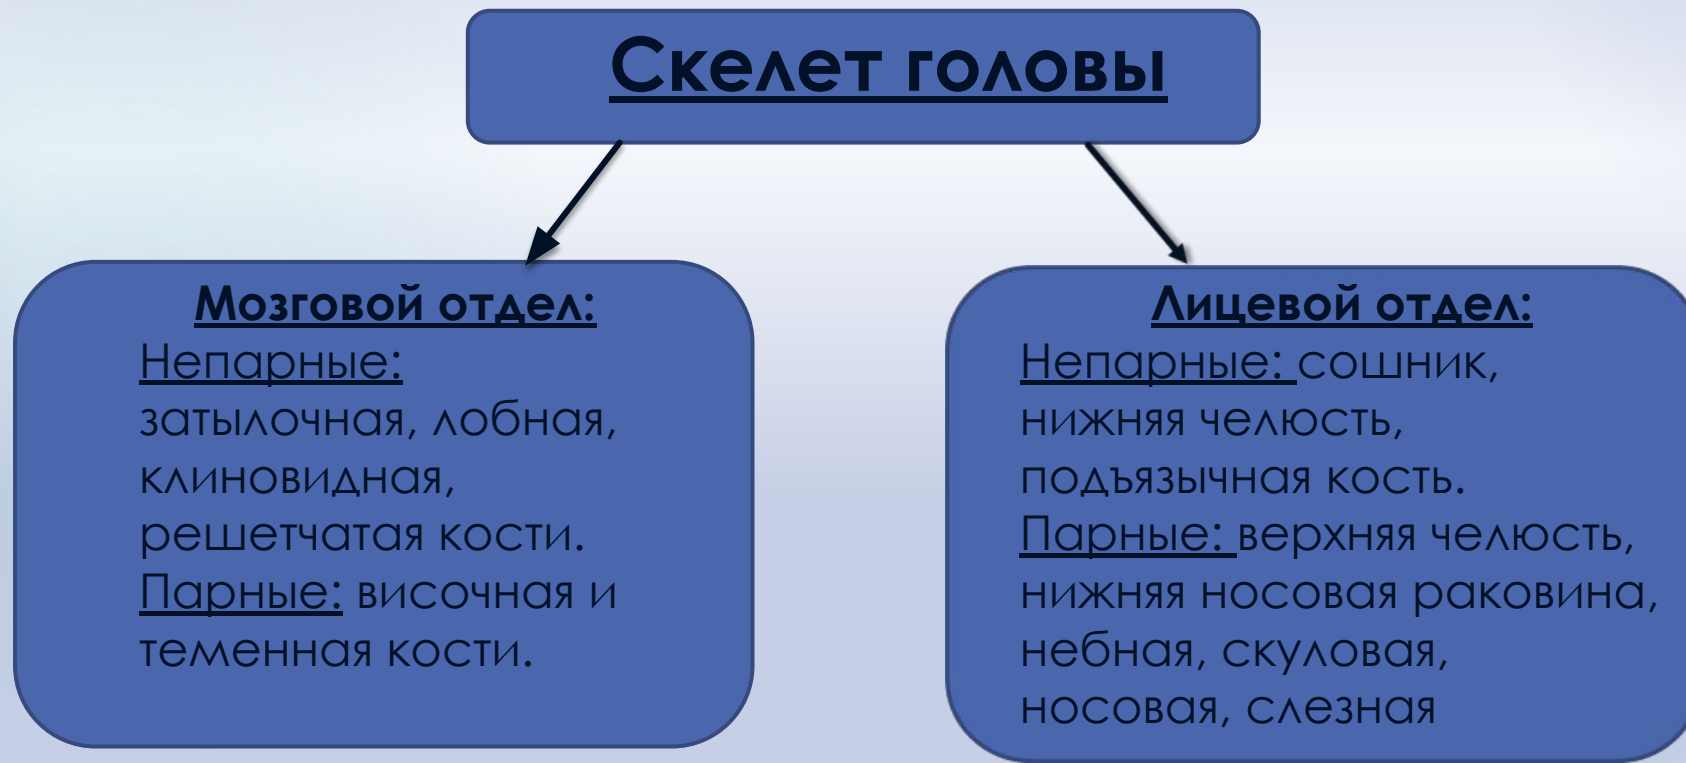 Скелет головы
Мозговой отдел:
Непарные:
затылочная, лобная,
клиновидная,
решетчатая кости.
Парные: височная и
теменная кости.
Лицевой отдел:
Непарные: сошник,
нижняя челюсть,
подъязычная кость.
Парные: верхняя челюсть,
нижняя носовая раковина,
небная, скуловая,
носовая, слезная